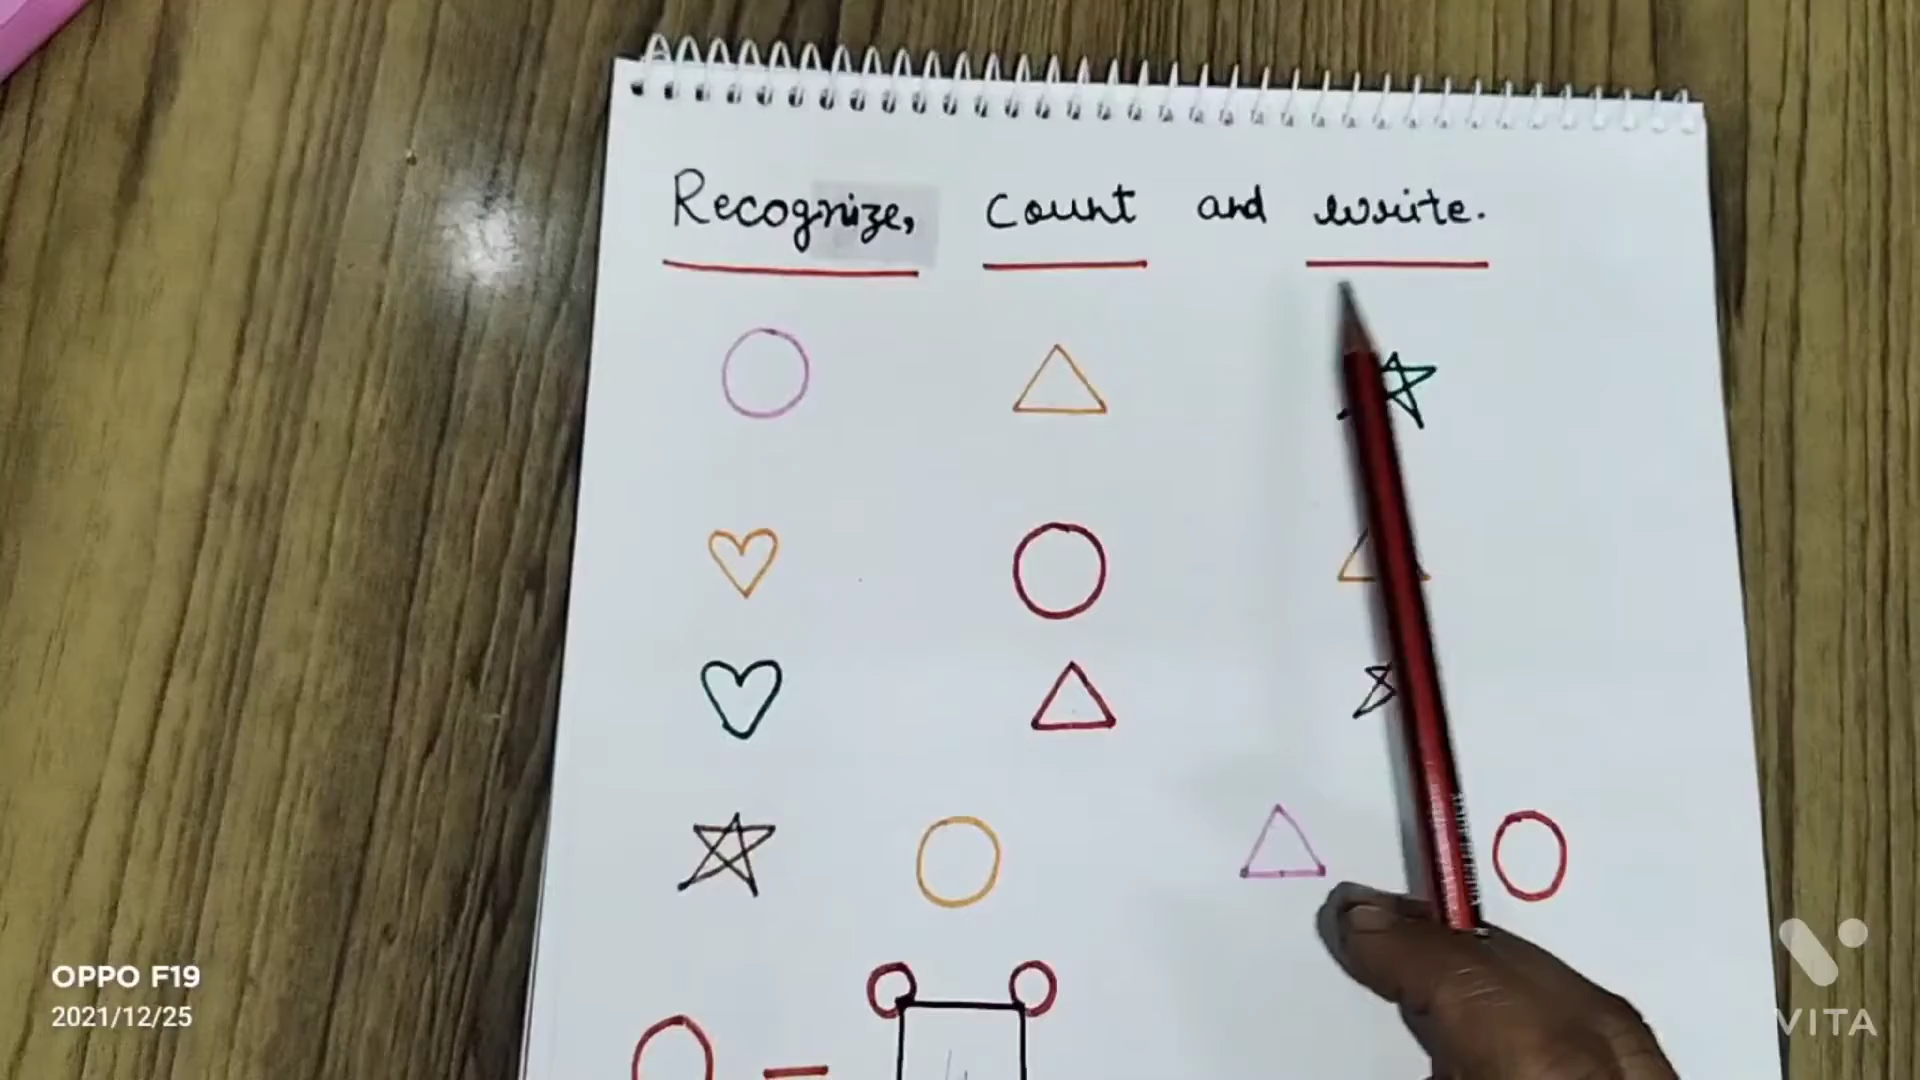 Recognize, count and write.
OPPO F19
2021/12/25
VITA